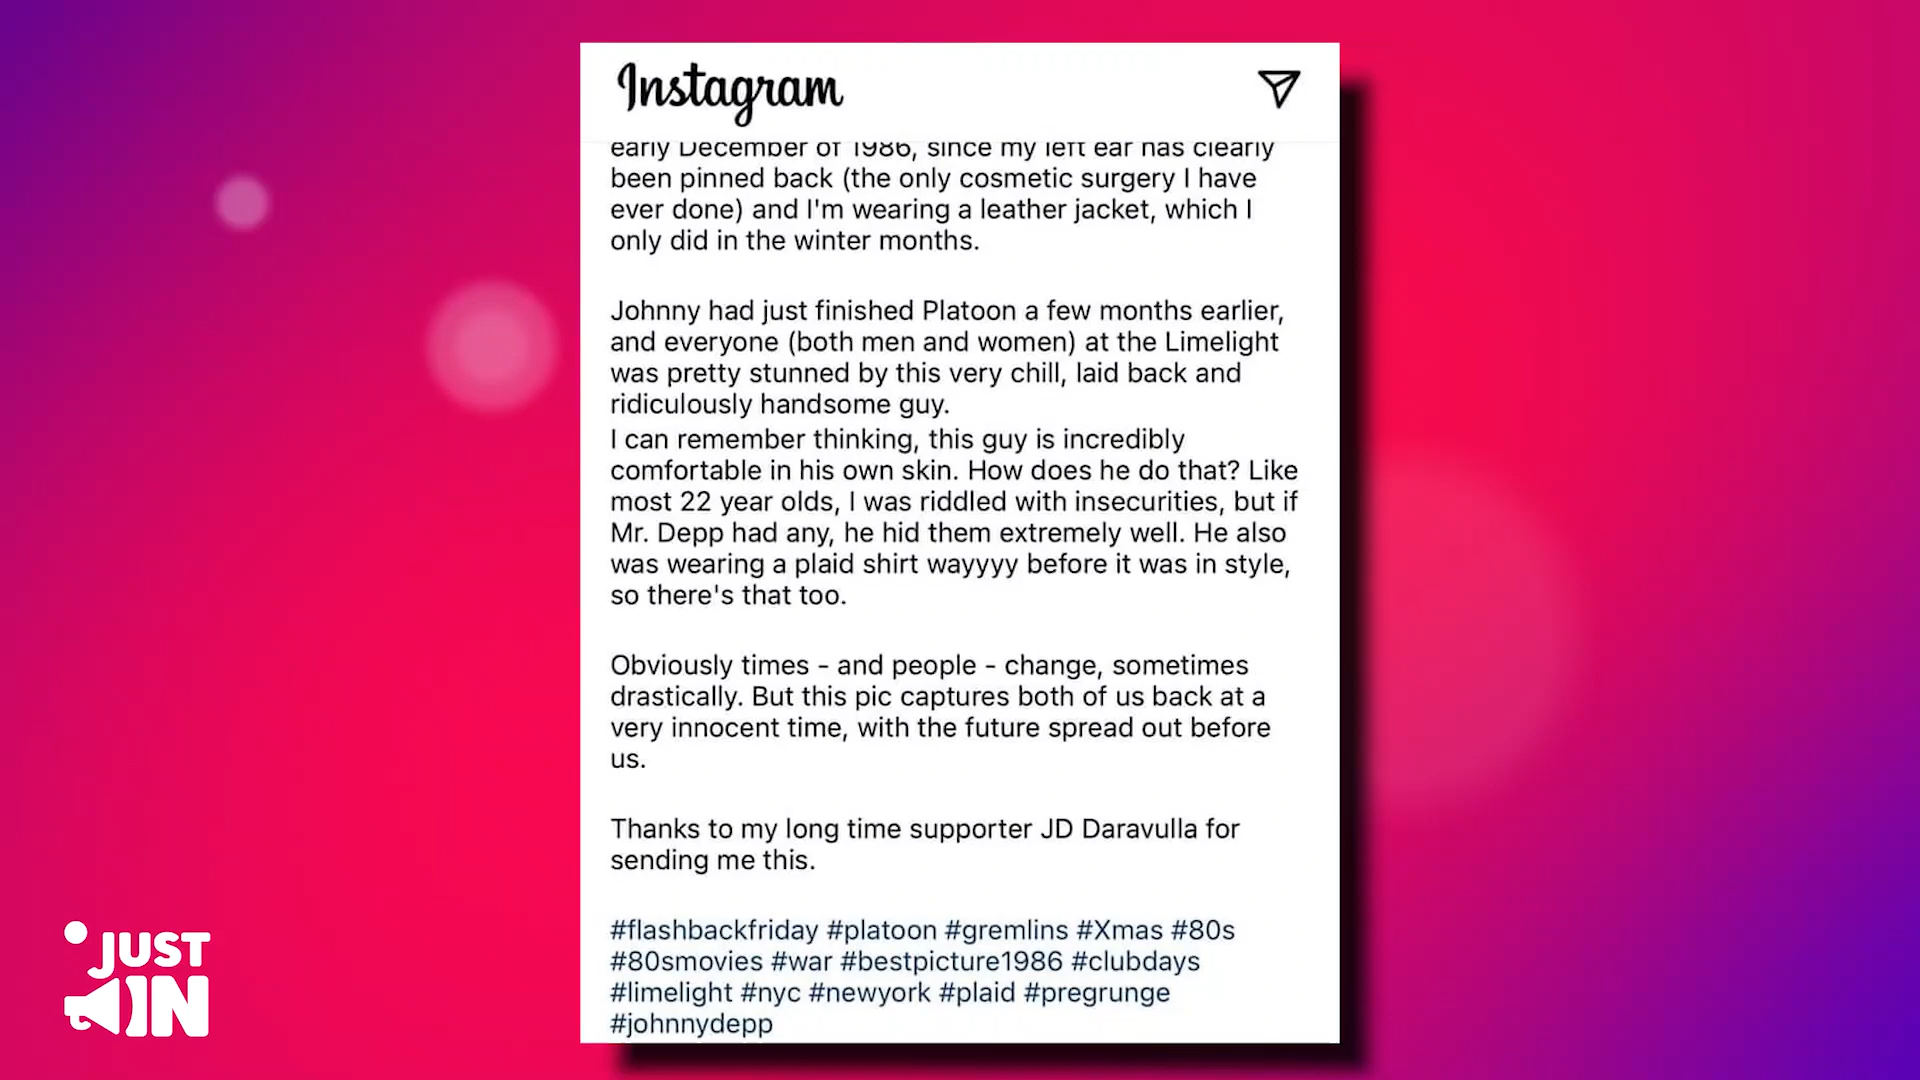 Instagram
early December of 1986, since my left ear has clearly
been pinned back (the only cosmetic surgery I have
ever done) and I'm wearing a leather jacket, which I
only did in the winter months.
Johnny had just finished Platoon a few months earlier,
and everyone (both men and women) at the Limelight
was pretty stunned by this very chill, laid back and
ridiculously handsome guy.
I can remember thinking, this guy is incredibly
comfortable in his own skin. How does he do that? Like
most 22 year olds, I was riddled with insecurities, but if
Mr. Depp had any, he hid them extremely well. He also
was wearing a plaid shirt wayyyy before it was in style,
so there's that too.
Obviously times - and people - change, sometimes
drastically. But this pic captures both of us back at a
very innocent time, with the future spread out before
us.
Thanks to my long time supporter JD Daravulla for
sending me this.
#flashbackfriday #platoon #gremlins #Xmas #80s
#80smovies #war #bestpicture1986 #clubdays
#limelight #nyc #newyork #plaid #pregrunge
#johnnydepp
JUST
IN